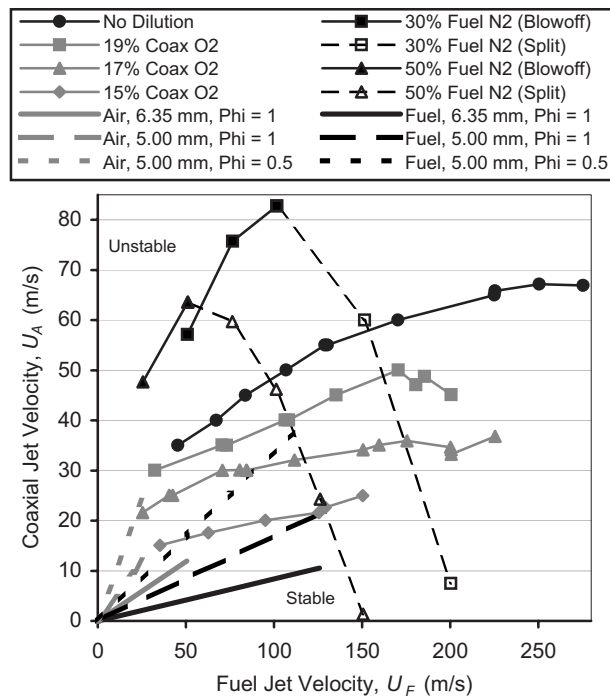 No Dilution
19% Coax O2
17% Coax O2
15% Coax O2
Air, 6.35 mm, Phi = 1
Air, 5.00 mm, Phi = 1
Air, 5.00 mm, Phi = 0.5
30% Fuel N2 (Blowoff)
30% Fuel N2 (Split)
50% Fuel N2 (Blowoff)
50% Fuel N2 (Split)
Fuel, 6.35 mm, Phi = 1
Fuel, 5.00 mm, Phi = 1
Fuel, 5.00 mm, Phi = 0.5
Coaxial Jet Velocity, U_A (m/s)
80
70
60
50
40
30
20
10
0
Unstable
Stable
0 50 100 150 200 250
Fuel Jet Velocity, U_F (m/s)